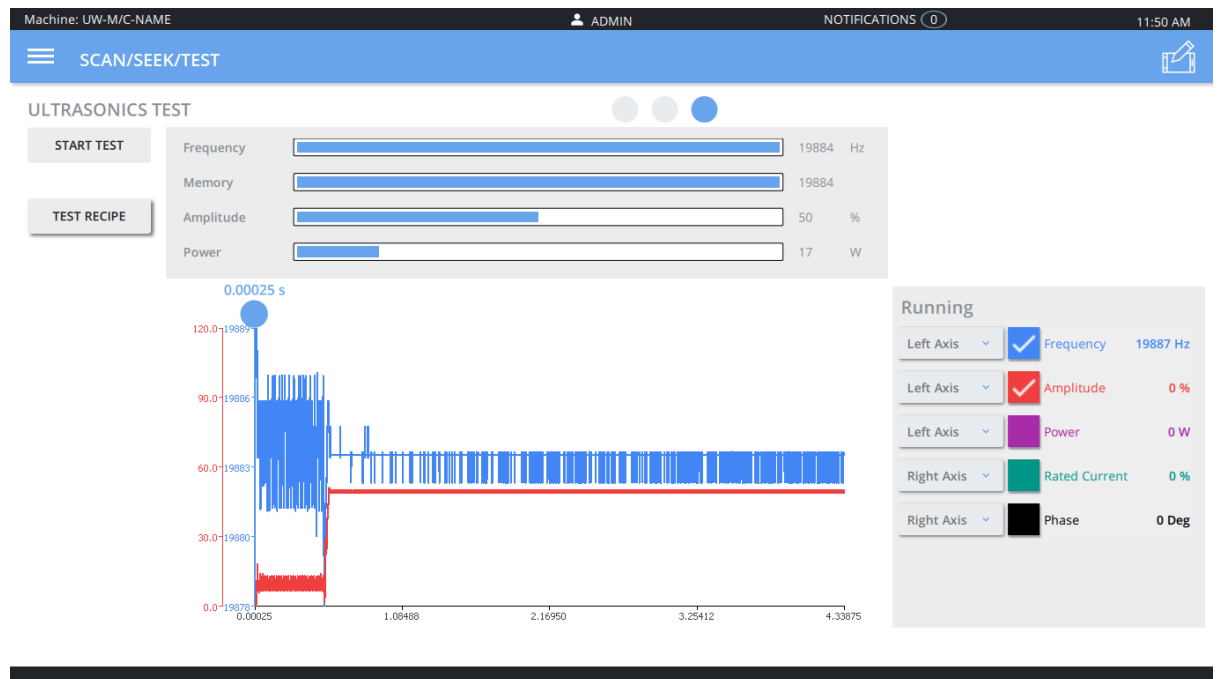 Machine: UW-M/C-NAME ADMIN NOTIFICATIONS 0 11:50 AM
SCAN/SEEK/TEST
ULTRASONICS TEST
START TEST
TEST RECIPE
Frequency 19884 Hz
Memory 19884
Amplitude 50 %
Power 17 W
0.00025 s
120.0 19889
90.0 19886
60.0 19883
30.0 19880
0.0 19878
0.00025 1.08488 2.16950 3.25412 4.33875
Running
Left Axis Frequency 19887 Hz
Left Axis Amplitude 0 %
Left Axis Power 0 W
Right Axis Rated Current 0 %
Right Axis Phase 0 Deg